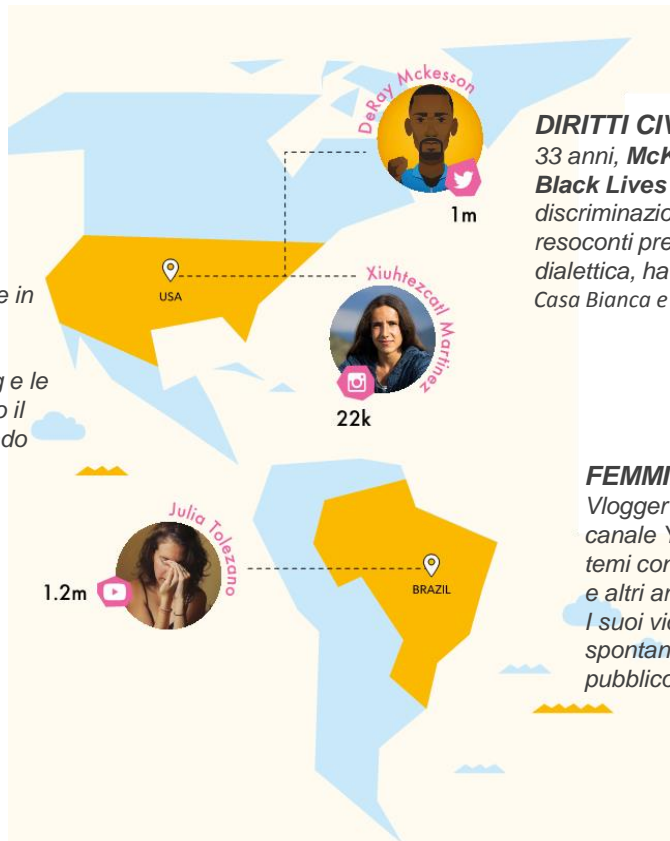 DeRay Mckesson
1m
DIRITTI CIV
33 anni, McK
Black Lives
discriminazio
resoconti pre
dialettica, ha
Casa Bianca e
USA
Xiuhtezcatl Martinez
22k
e in
g e le
o il
do
FEMMI
Vlogger
canale Y
temi con
e altri ar
I suoi vid
spontan
pubblico
Julia Tolezano
1.2m
BRAZIL